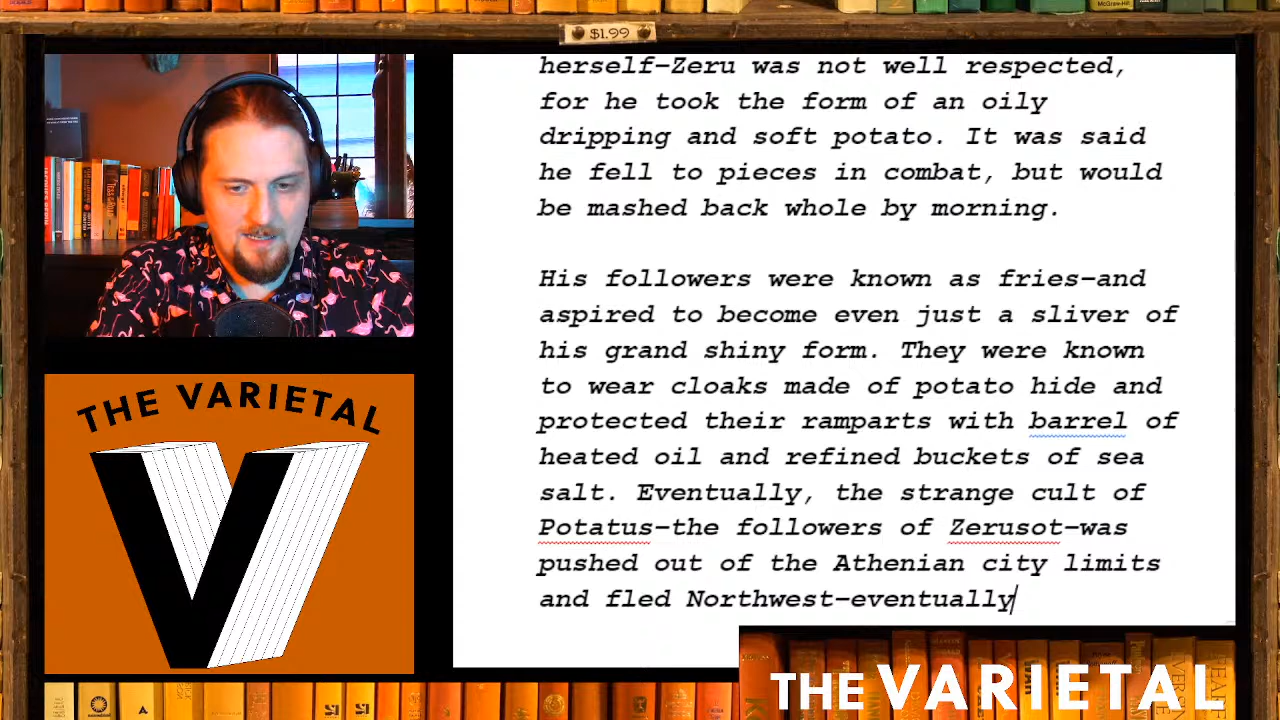 $1.99
herself-Zeru was not well respected,
for he took the form of an oily
dripping and soft potato. It was said
he fell to pieces in combat, but would
be mashed back whole by morning.
His followers were known as fries-and
aspired to become even just a sliver of
his grand shiny form. They were known
to wear cloaks made of potato hide and
protected their ramparts with barrel of
heated oil and refined buckets of sea
salt. Eventually, the strange cult of
Potatus-the followers of Zerusot-was
pushed out of the Athenian city limits
and fled Northwest-eventually
THE VARIETAL
THE VARIETAL